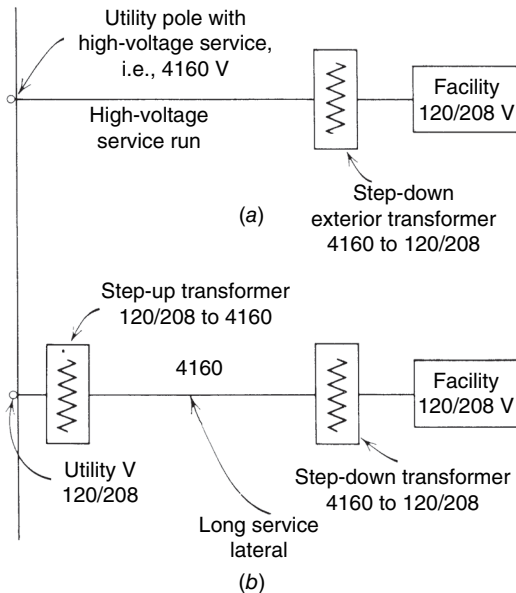 Utility pole with
high-voltage service,
i.e., 4160 V
High-voltage
service run
Facility
120/208 V
Step-down
exterior transformer
4160 to 120/208
(a)
Step-up transformer
120/208 to 4160
4160
Facility
120/208 V
Utility V
120/208
Step-down transformer
4160 to 120/208
Long service
lateral
(b)